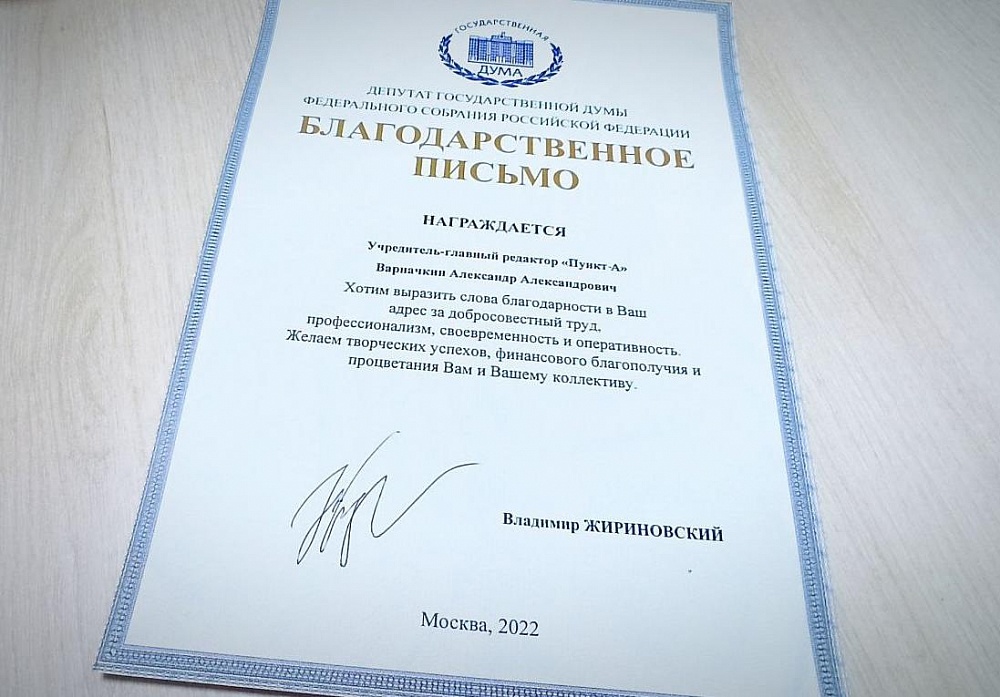 ГОСУДАРСТВЕННАЯ
ДУМА
ДЕПУТАТ ГОСУДАРСТВЕННОЙ ДУМЫ
ФЕДЕРАЛЬНОГО СОБРАНИЯ РОССИЙСКОЙ ФЕДЕРАЦИИ
БЛАГОДАРСТВЕННОЕ
ПИСЬМО
НАГРАЖДАЕТСЯ
Учредитель-главный редактор «Пункт-А»
Варначкин Александр Александрович
Хотим выразить слова благодарности в Ваш
адрес за добросовестный труд,
профессионализм, своевременность и оперативность.
Желаем творческих успехов, финансового благополучия и
процветания Вам и Вашему коллективу.
Владимир ЖИРИНОВСКИЙ
Москва, 2022